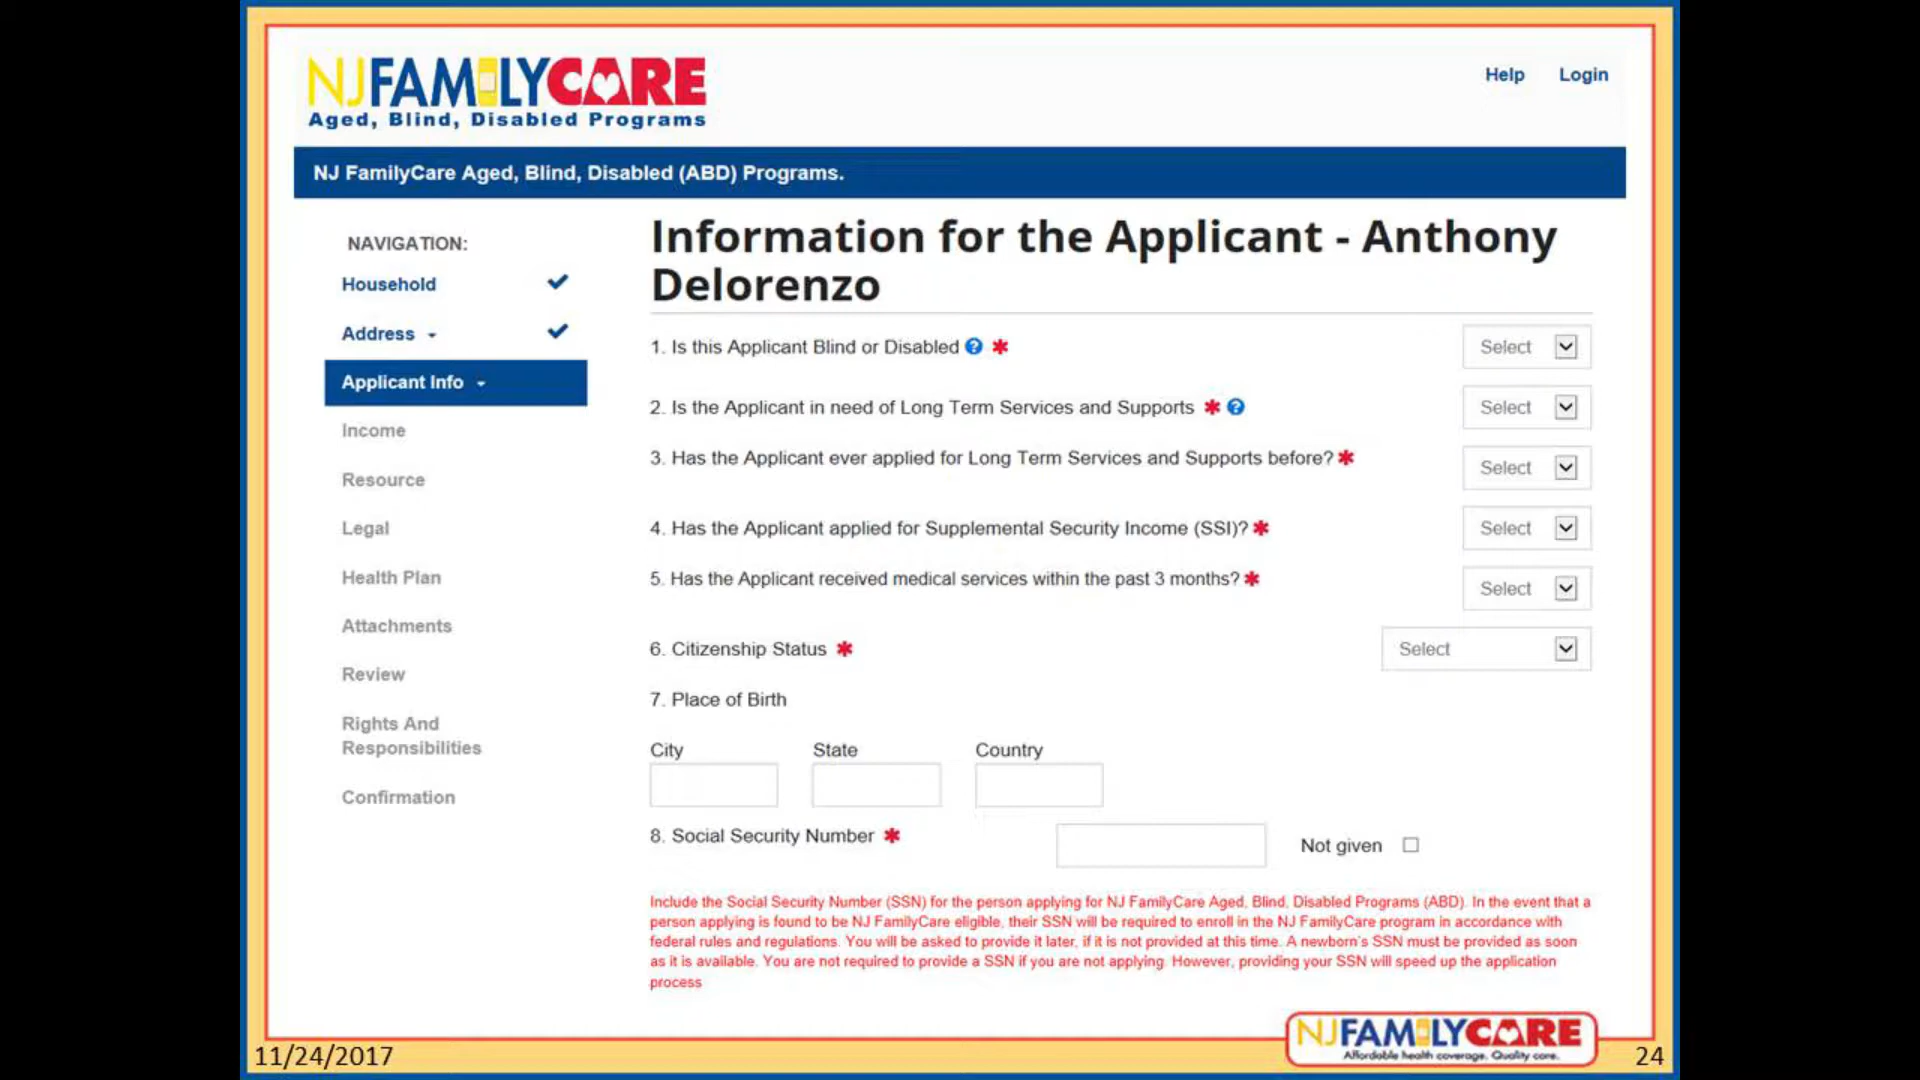 NJFAMILYCARE
Aged, Blind, Disabled Programs
Help Login
NJ FamilyCare Aged, Blind, Disabled (ABD) Programs.
NAVIGATION:
Household
Address
Applicant Info
Income
Resource
Legal
Health Plan
Attachments
Review
Rights And
Responsibilities
Confirmation
Information for the Applicant - Anthony
Delorenzo
1. Is this Applicant Blind or Disabled ? * Select
2. Is the Applicant in need of Long Term Services and Supports * ? Select
3. Has the Applicant ever applied for Long Term Services and Supports before? * Select
4. Has the Applicant applied for Supplemental Security Income (SSI)? * Select
5. Has the Applicant received medical services within the past 3 months? * Select
6. Citizenship Status * Select
7. Place of Birth
City State Country
8. Social Security Number * Not given
Include the Social Security Number (SSN) for the person applying for NJ FamilyCare Aged, Blind, Disabled Programs (ABD). In the event that a
person applying is found to be NJ FamilyCare eligible, their SSN will be required to enroll in the NJ FamilyCare program in accordance with
federal rules and regulations. You will be asked to provide it later, if it is not provided at this time. A newborn's SSN must be provided as soon
as it is available. You are not required to provide a SSN if you are not applying. However, providing your SSN will speed up the application
process
11/24/2017
NJFAMILYCARE
Affordable health coverage. Quality care.
24